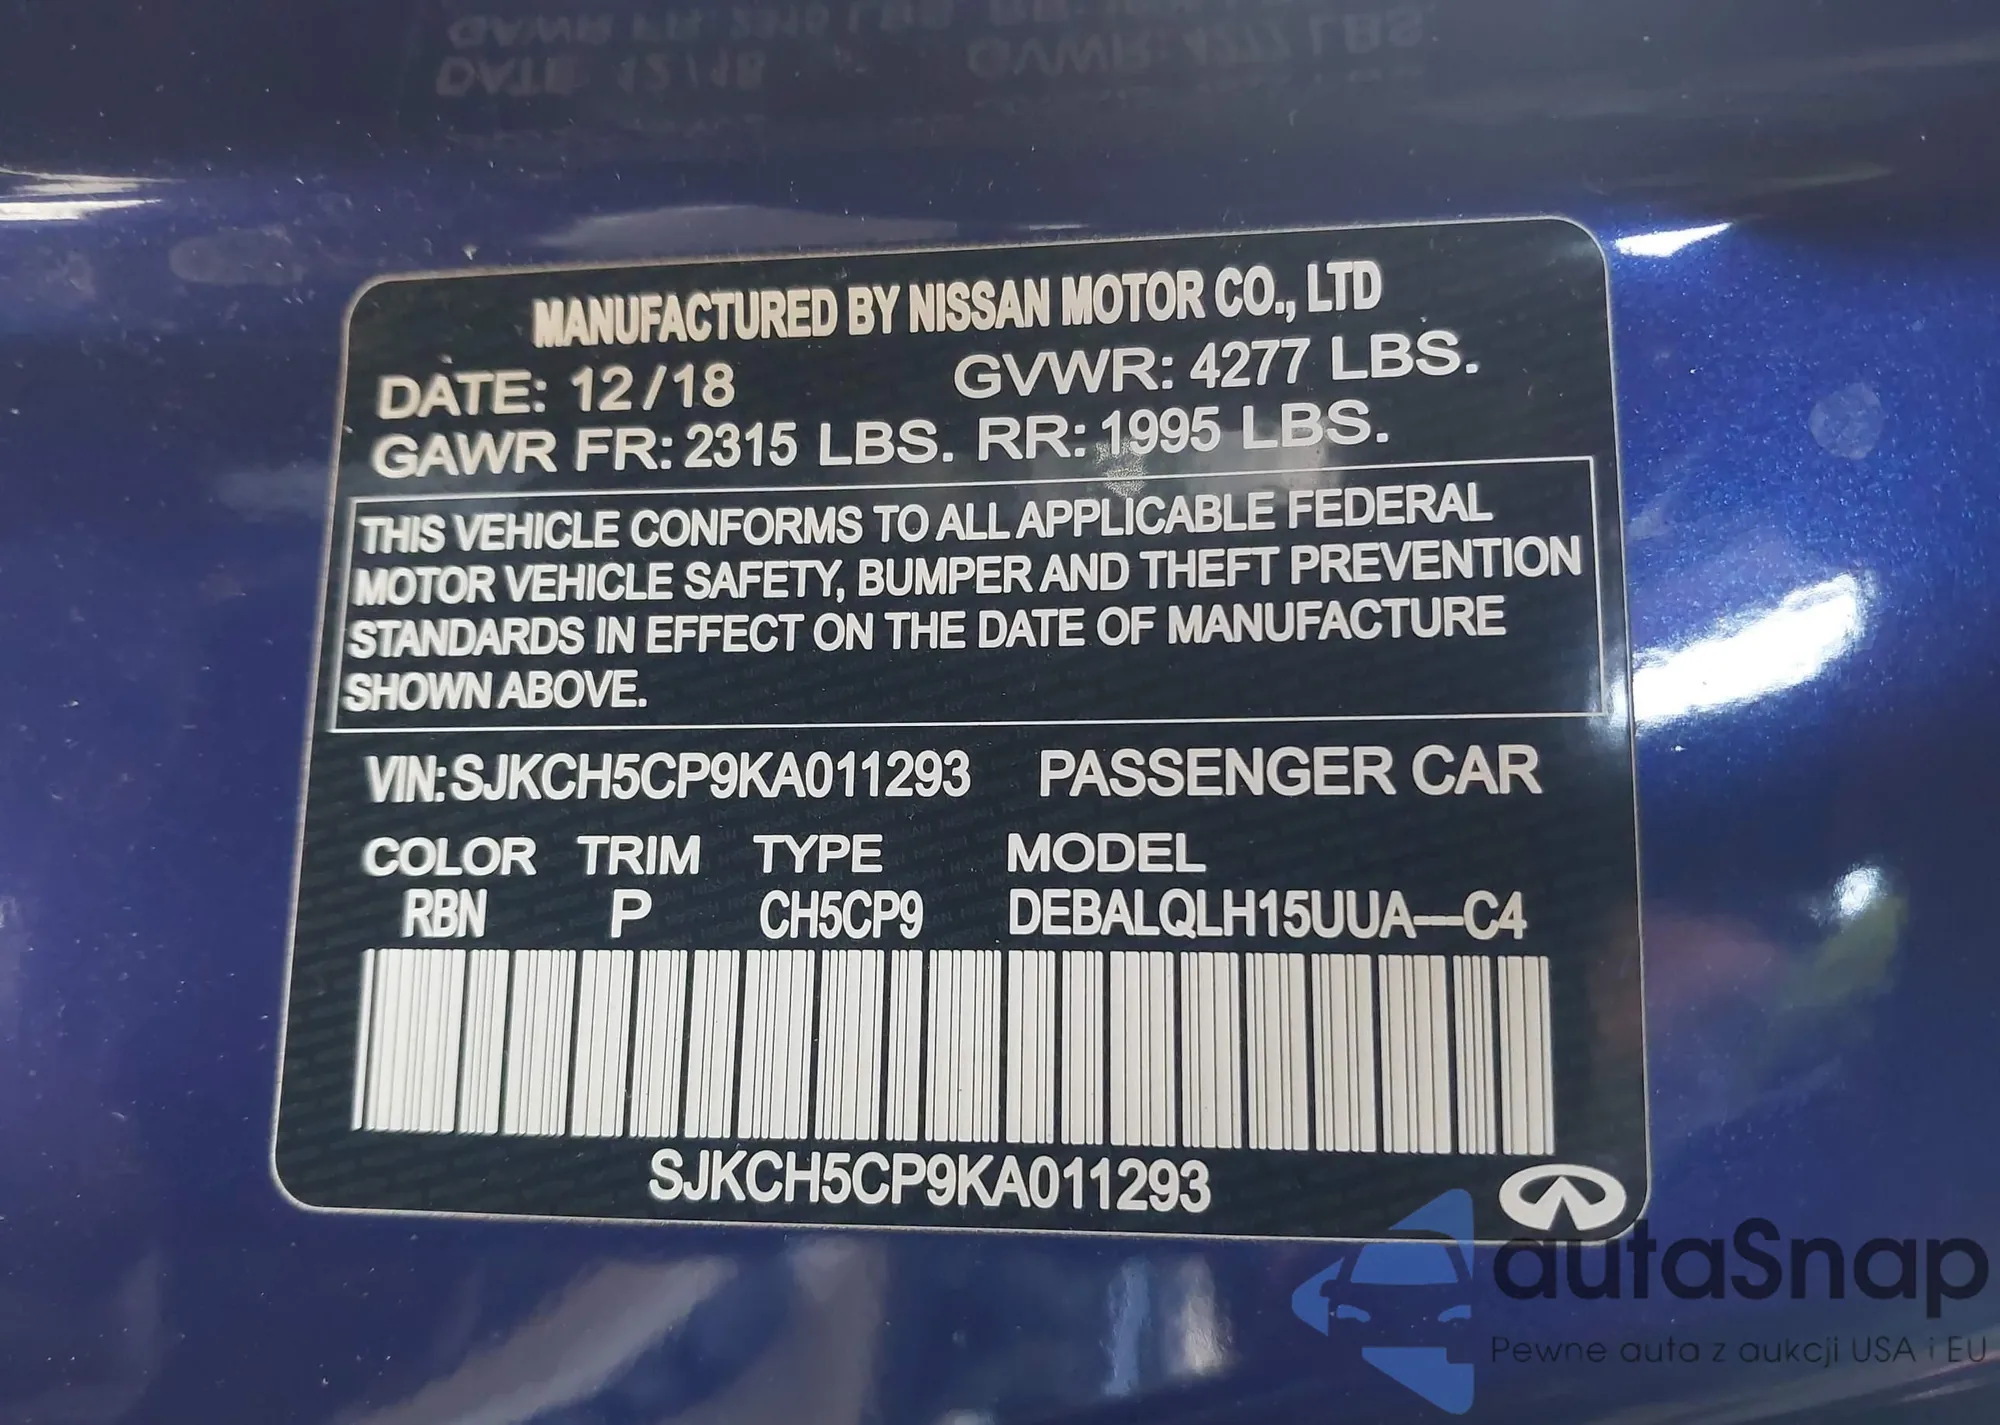 MANUFACTURED BY NISSAN MOTOR CO., LTD
DATE: 12/18 GVWR: 4277 LBS.
GAWR FR: 2315 LBS. RR: 1995 LBS.
THIS VEHICLE CONFORMS TO ALL APPLICABLE FEDERAL
MOTOR VEHICLE SAFETY, BUMPER AND THEFT PREVENTION
STANDARDS IN EFFECT ON THE DATE OF MANUFACTURE
SHOWN ABOVE.
VIN: SJKCH5CP9KA011293 PASSENGER CAR
COLOR TRIM TYPE MODEL
RBN P CH5CP9 DEBALQLH15UUA—C4
SJKCH5CP9KA011293
autaSnap
Pewne auta z aukcji USA i EU